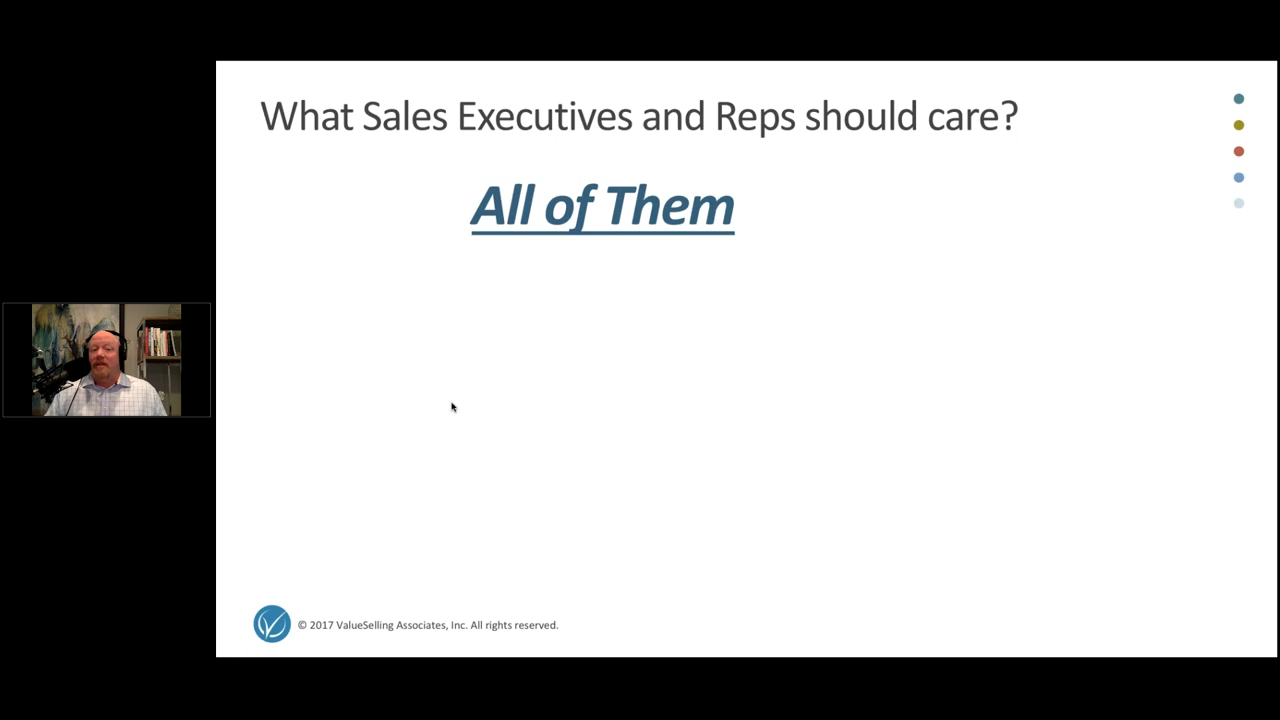 What Sales Executives and Reps should care?
All of Them
© 2017 ValueSelling Associates, Inc. All rights reserved.